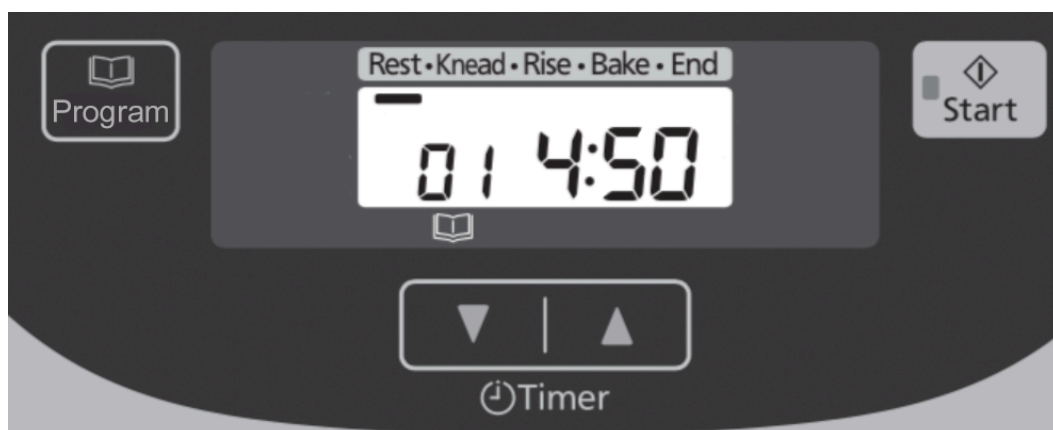 Rest・Knead・Rise・Bake・End
Program
01 4:50
Start
Timer